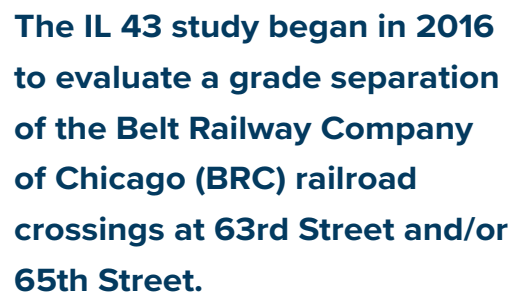 The IL 43 study began in 2016
to evaluate a grade separation
of the Belt Railway Company
of Chicago (BRC) railroad
crossings at 63rd Street and/or
65th Street.